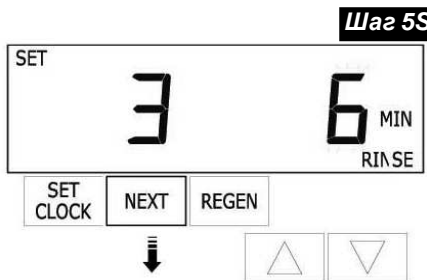 Шаг 5S
SET
3 6 MIN
RINSE
SET CLOCK NEXT REGEN